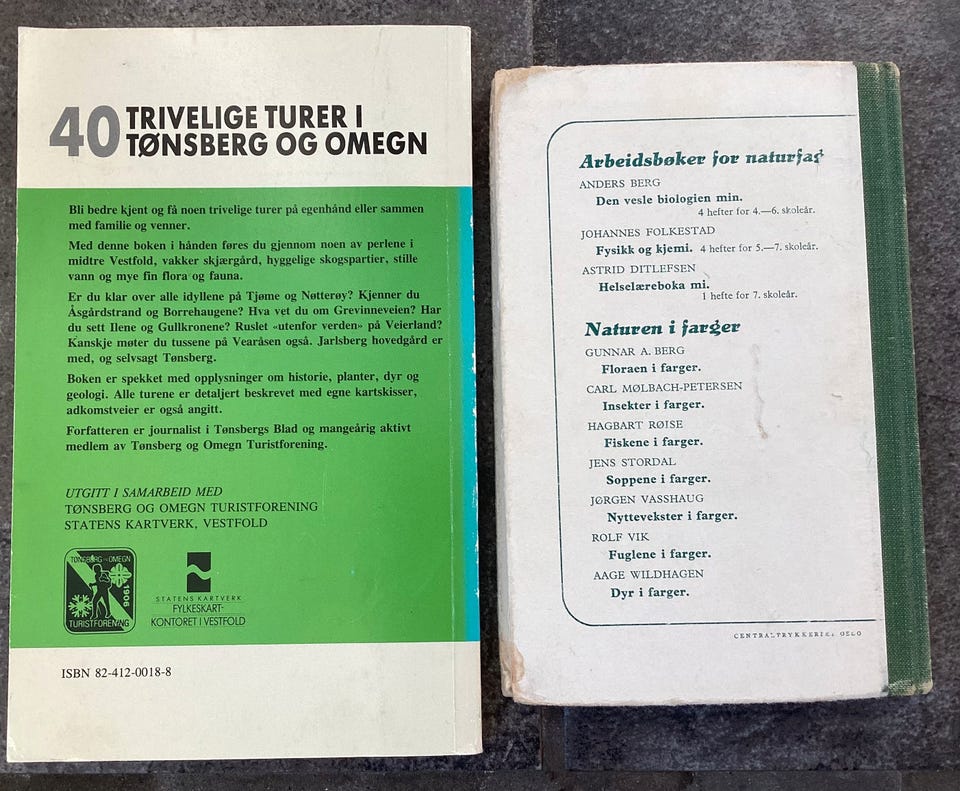 40 TRIVELIGE TURER I
TØNSBERG OG OMEGN
Bli bedre kjent og få noen trivelige turer på egenhånd eller sammen
med familie og venner.
Med denne boken i hånden føres du gjennom noen av perlene i
midtre Vestfold, vakker skjærgård, hyggelige skogspartier, stille
vann og mye fin flora og fauna.
Er du klar over alle idyllene på Tjøme og Nøtterøy? Kjenner du
Åsgårdstrand og Borrehaugene? Hva vet du om Grevinneveien? Har
du sett Ilene og Gullkronene? Ruslet «utenfor verden» på Veierland?
Kanskje møter du tussene på Vearåsen også. Jarlsberg hovedgård er
med, og selvsagt Tønsberg.
Boken er spekket med opplysninger om historie, planter, dyr og
geologi. Alle turene er detaljert beskrevet med egne kartskisser,
adkomstveier er også angitt.
Forfatteren er journalist i Tønsbergs Blad og mangeårig aktivt
medlem av Tønsberg og Omegn Turistforening.
UTGITT I SAMARBEID MED
TØNSBERG OG OMEGN TURISTFORENING
STATENS KARTVERK, VESTFOLD
TØNSBERG OG OMEGN
1906
TURISTFORENING
STATENS KARTVERK
FYLKESKART-
KONTORET I VESTFOLD
ISBN 82-412-0018-8
Arbeidsbøker for naturfag
ANDERS BERG
Den vesle biologien min.
4 hefter for 4.—6. skoleår.
JOHANNES FOLKESTAD
Fysikk og kjemi. 4 hefter for 5.—7. skoleår.
ASTRID DITLEFSEN
Helselæreboka mi.
1 hefte for 7. skoleår.
Naturen i farger
GUNNAR A. BERG
Floraen i farger.
CARL MØLBACH-PETERSEN
Insekter i farger.
HAGBART RØISE
Fiskene i farger.
JENS STORDAL
Soppene i farger.
JØRGEN VASSHAUG
Nyttevekster i farger.
ROLF VIK
Fuglene i farger.
AAGE WILDHAGEN
Dyr i farger.
CENTRALTRYKKERIET OSLO